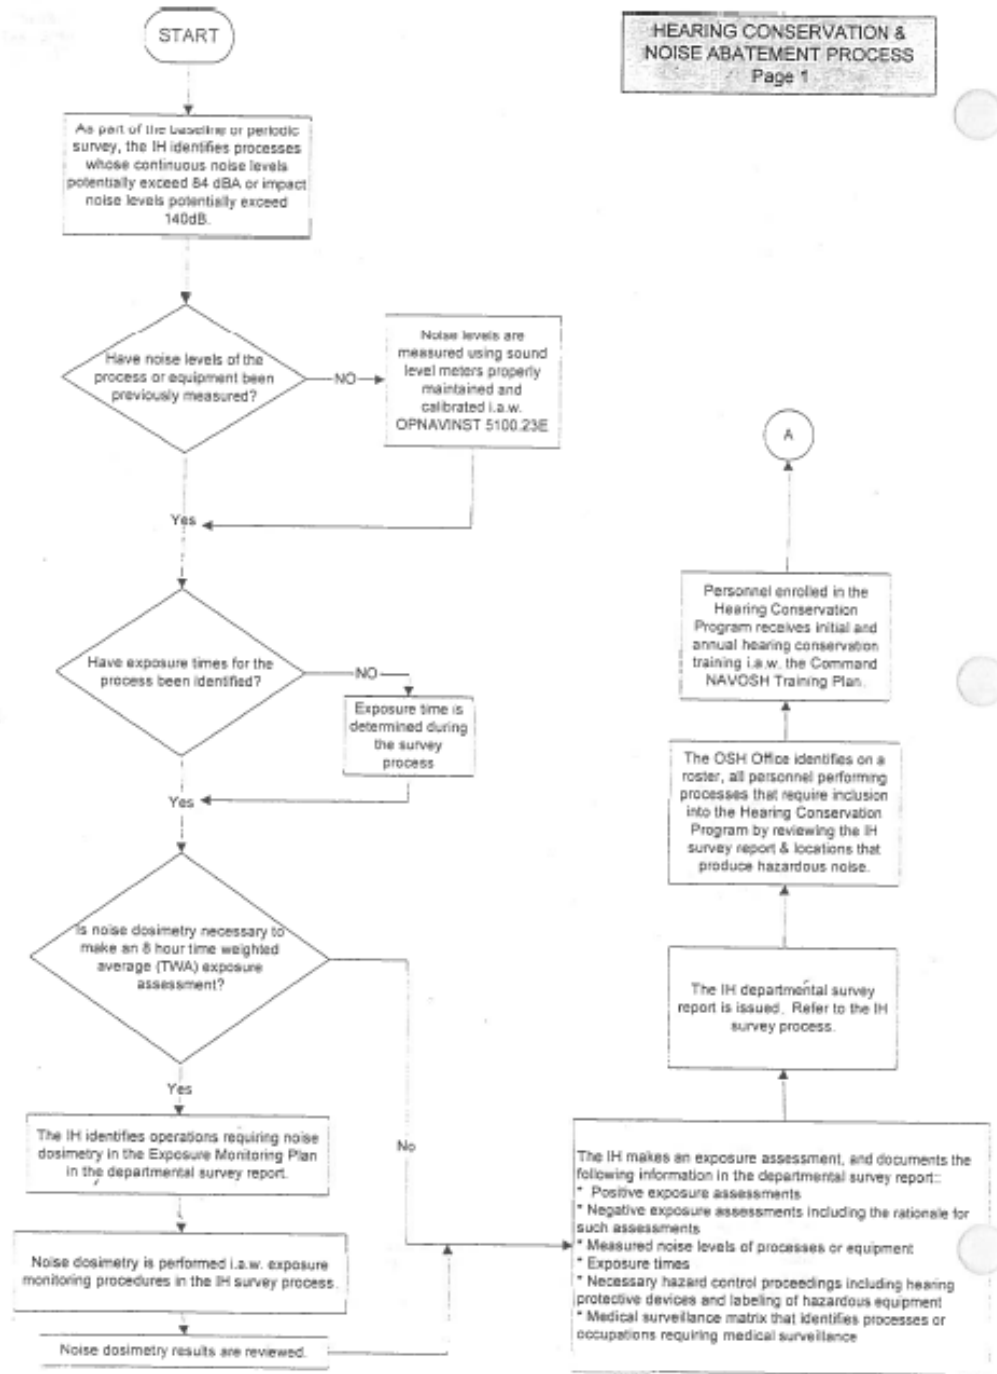 START
HEARING CONSERVATION &
NOISE ABATEMENT PROCESS
Page 1
As part of the baseline or periodic
survey, the IH identifies processes
whose continuous noise levels
potentially exceed 84 dBA or impact
noise levels potentially exceed
140dB.
Have noise levels of the
process or equipment been
previously measured?
NO
Noise levels are
measured using sound
level meters properly
maintained and
calibrated i.a.w.
OPNAVINST 5100.23E
Yes
Have exposure times for the
process been identified?
NO
Exposure time is
determined during
the survey
process
Yes
Is noise dosimetry necessary to
make an 8 hour time weighted
average (TWA) exposure
assessment?
Yes
No
The IH identifies operations requiring noise
dosimetry in the Exposure Monitoring Plan
in the departmental survey report.
Noise dosimetry is performed i.a.w. exposure
monitoring procedures in the IH survey process.
Noise dosimetry results are reviewed.
The IH makes an exposure assessment, and documents the
following information in the departmental survey report::
* Positive exposure assessments
* Negative exposure assessments including the rationale for
such assessments
* Measured noise levels of processes or equipment
* Exposure times
* Necessary hazard control proceedings including hearing
protective devices and labeling of hazardous equipment
* Medical surveillance matrix that identifies processes or
occupations requiring medical surveillance
The IH departmental survey
report is issued. Refer to the IH
survey process.
The OSH Office identifies on a
roster, all personnel performing
processes that require inclusion
into the Hearing Conservation
Program by reviewing the IH
survey report & locations that
produce hazardous noise.
Personnel enrolled in the
Hearing Conservation
Program receives initial and
annual hearing conservation
training i.a.w. the Command
NAVOSH Training Plan.
A